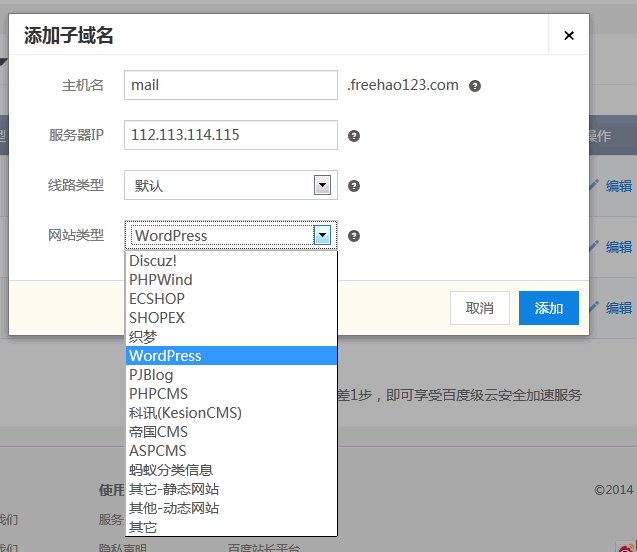 添加子域名
主机名 mail .freehao123.com
型 操作
服务器IP 112.113.114.115
线路类型 默认 编辑
网站类型 WordPress
编辑
Discuz!
PHPWind
ECSHOP
取消 添加 编辑
SHOPEX
织梦
WordPress
PJBlog
PHPCMS
差1步，即可享受百度级云安全加速服务
科讯(KesionCMS)
帝国CMS
ASPCMS
蚂蚁分类信息
其它-静态网站
使用 ©2014
其他-动态网站
我们 服务
其它
我们 隐私声明 百度站长平台